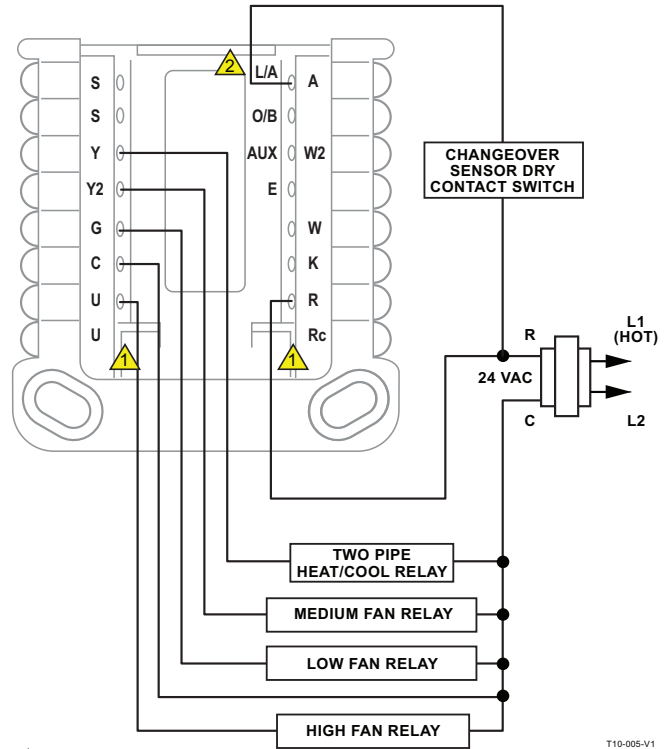 2
L/A
S
A
S
O/B
Y
AUX
W2
Y2
E
G
W
C
K
U
R
U
Rc
1
1
CHANGEOVER
SENSOR DRY
CONTACT SWITCH
R
L1
(HOT)
24 VAC
C
L2
TWO PIPE
HEAT/COOL RELAY
MEDIUM FAN RELAY
LOW FAN RELAY
HIGH FAN RELAY
T10-005-V1